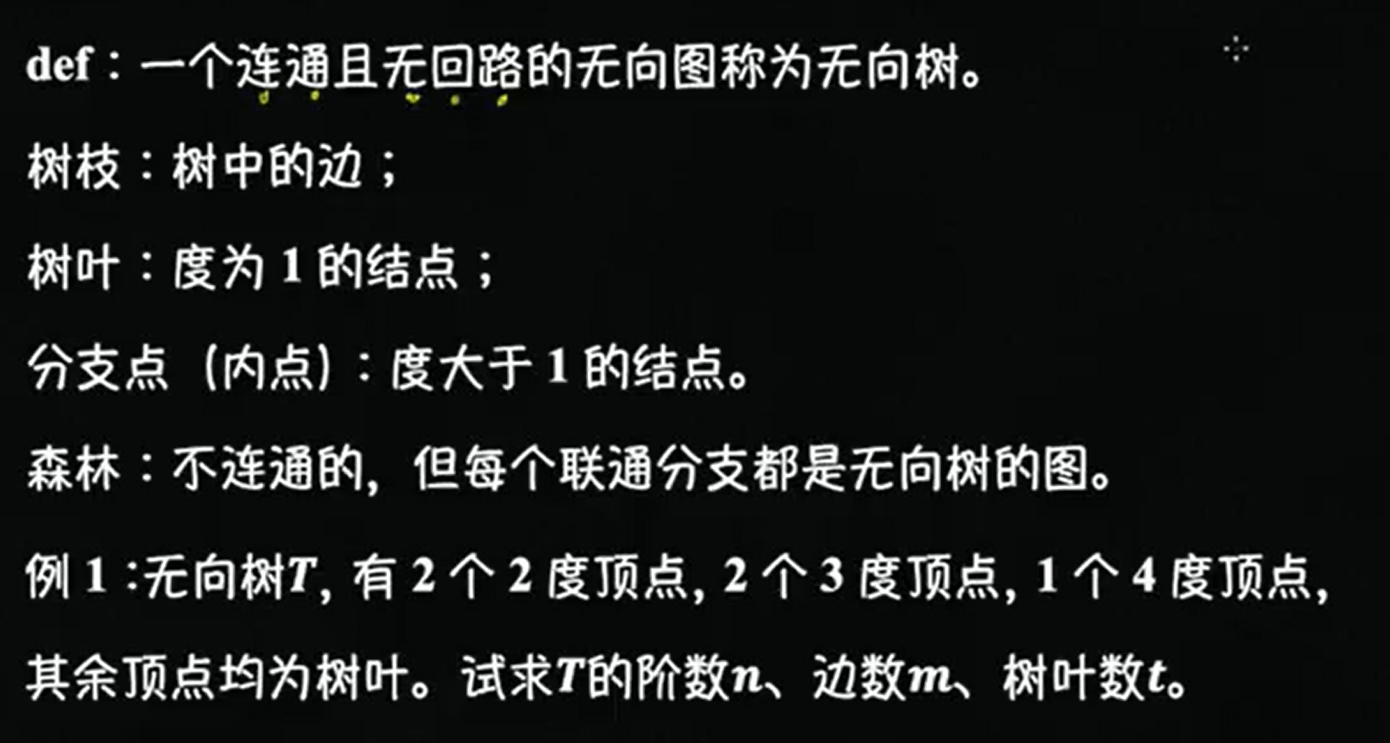 def：一个连通且无回路的无向图称为无向树。
树枝：树中的边；
树叶：度为 1 的结点；
分支点（内点）：度大于 1 的结点。
森林：不连通的，但每个联通分支都是无向树的图。
例 1：无向树T, 有 2 个 2 度顶点, 2 个 3 度顶点, 1 个 4 度顶点,
其余顶点均为树叶。试求T的阶数n、边数m、树叶数t。